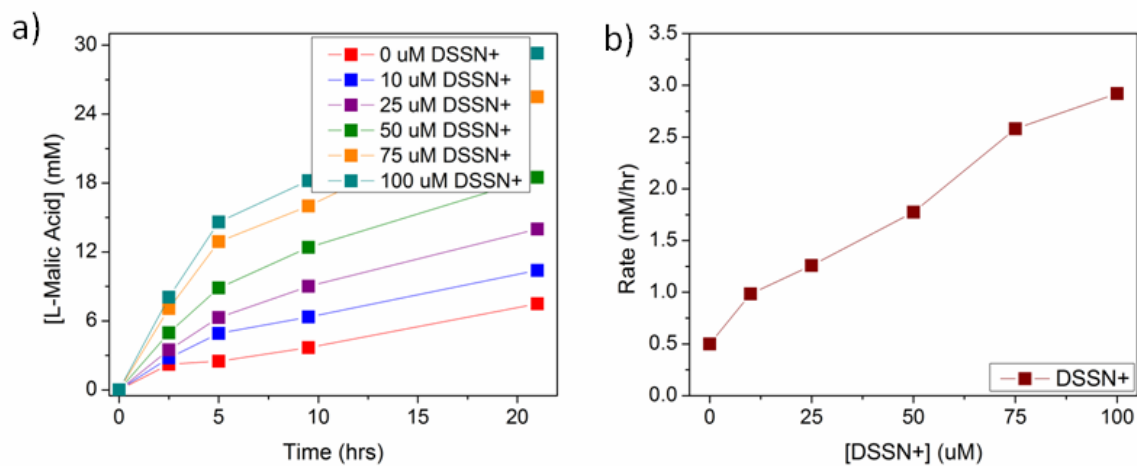 a)
[L-Malic Acid] (mM)
30
24
18
12
6
0
0 uM DSSN+
10 uM DSSN+
25 uM DSSN+
50 uM DSSN+
75 uM DSSN+
100 uM DSSN+
0 5 10 15 20
Time (hrs)
b)
Rate (mM/hr)
3.5
3.0
2.5
2.0
1.5
1.0
0.5
0.0
DSSN+
0 25 50 75 100
[DSSN+] (uM)